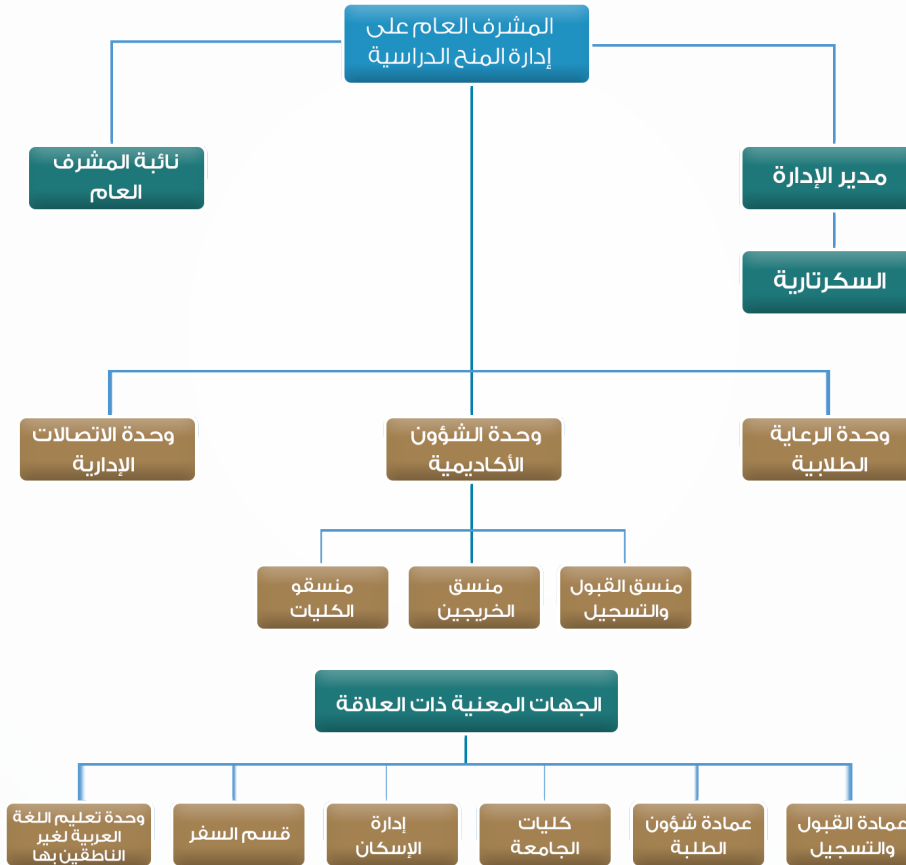 المشرف العام على
إدارة المنح الدراسية
مدير الإدارة
نائبة المشرف
العام
السكرتارية
وحدة الرعاية
الطلابية
وحدة الشؤون
الأكاديمية
وحدة الاتصالات
الإدارية
منسق القبول
والتسجيل
منسق
الخريجين
منسقو
الكليات
الجهات المعنية ذات العلاقة
عمادة القبول
والتسجيل
عمادة شؤون
الطلبة
كليات
الجامعة
إدارة
الإسكان
قسم السفر
وحدة تعليم اللغة
العربية لغير
الناطقين بها